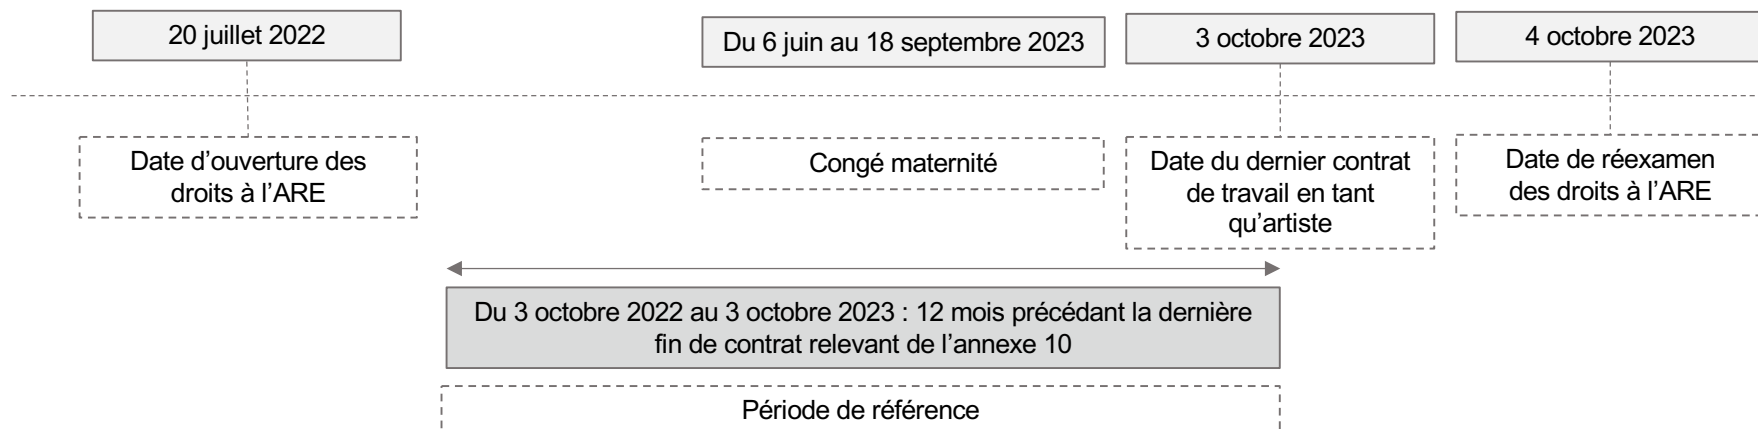 20 juillet 2022
Du 6 juin au 18 septembre 2023
3 octobre 2023
4 octobre 2023
Date d’ouverture des
droits à l’ARE
Congé maternité
Date du dernier contrat
de travail en tant
qu’artiste
Date de réexamen
des droits à l’ARE
Du 3 octobre 2022 au 3 octobre 2023 : 12 mois précédant la dernière
fin de contrat relevant de l’annexe 10
Période de référence